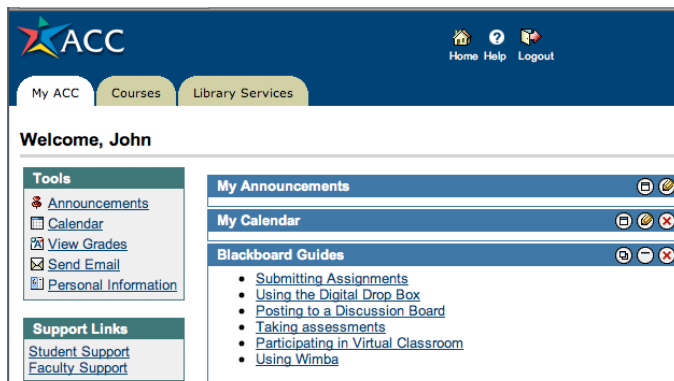 ACC
Home Help Logout
My ACC Courses Library Services
Welcome, John
Tools
Announcements
Calendar
View Grades
Send Email
Personal Information
Support Links
Student Support
Faculty Support
My Announcements
My Calendar
Blackboard Guides
Submitting Assignments
Using the Digital Drop Box
Posting to a Discussion Board
Taking assessments
Participating in Virtual Classroom
Using Wimba